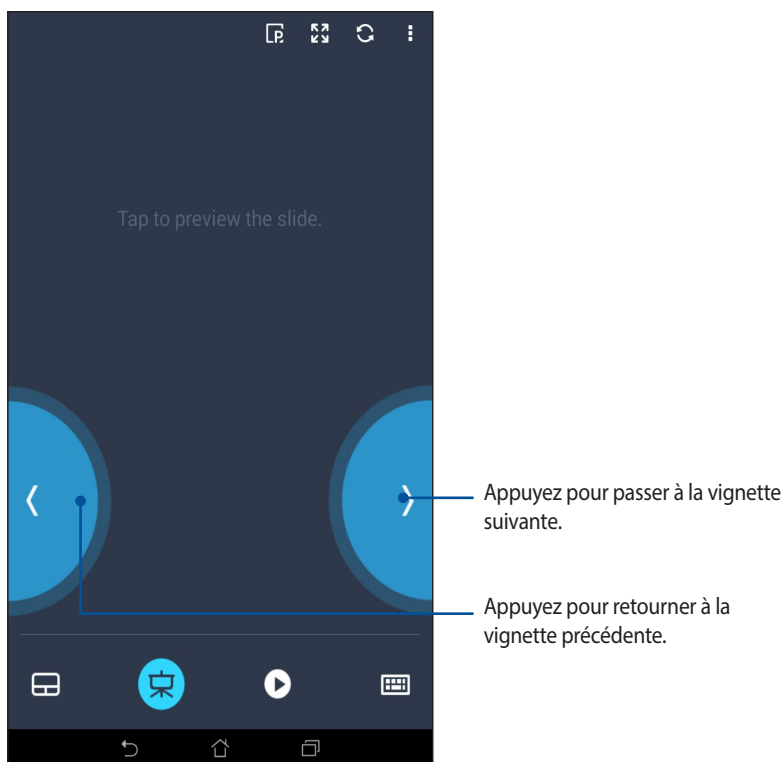 Tap to preview the slide.
Appuyez pour passer à la vignette
suivante.
Appuyez pour retourner à la
vignette précédente.